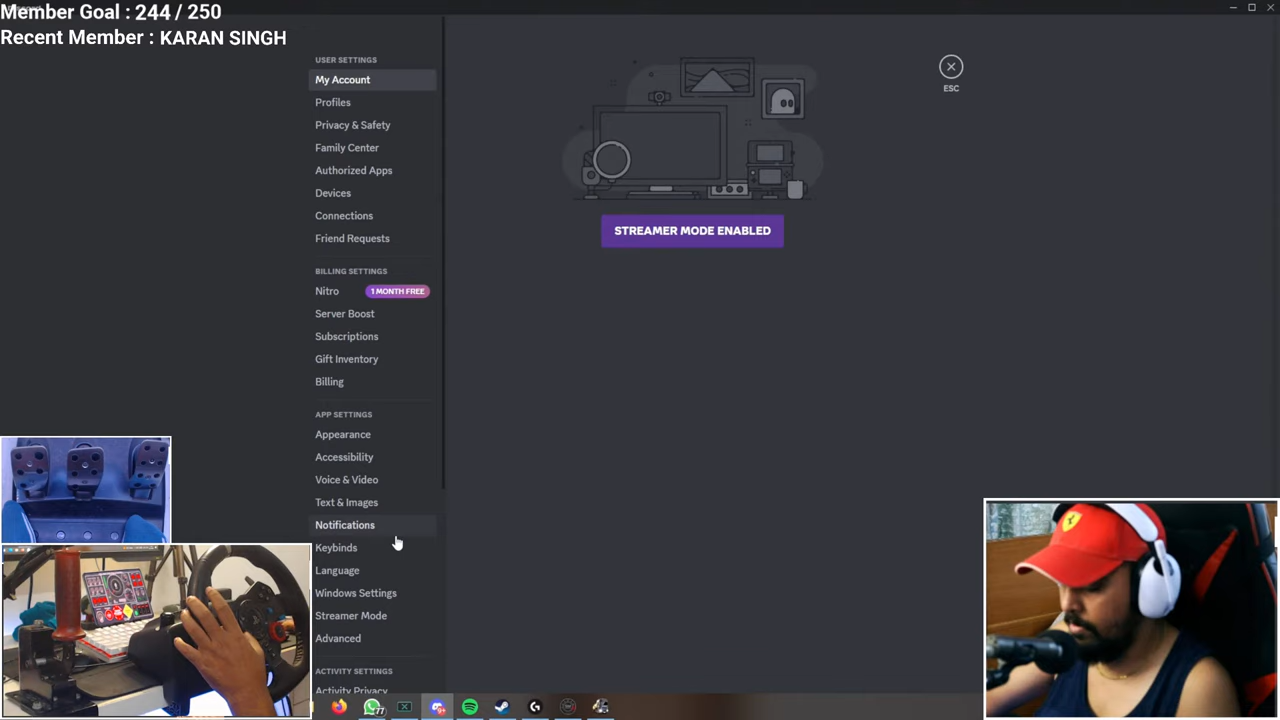 Member Goal : 244 / 250
Recent Member : KARAN SINGH
USER SETTINGS
My Account
Profiles
Privacy & Safety
Family Center
Authorized Apps
Devices
Connections
Friend Requests
BILLING SETTINGS
Nitro
1 MONTH FREE
Server Boost
Subscriptions
Gift Inventory
Billing
APP SETTINGS
Appearance
Accessibility
Voice & Video
Text & Images
Notifications
Keybinds
Language
Windows Settings
Streamer Mode
Advanced
ACTIVITY SETTINGS
Activity Privacy
STREAMER MODE ENABLED
ESC
77